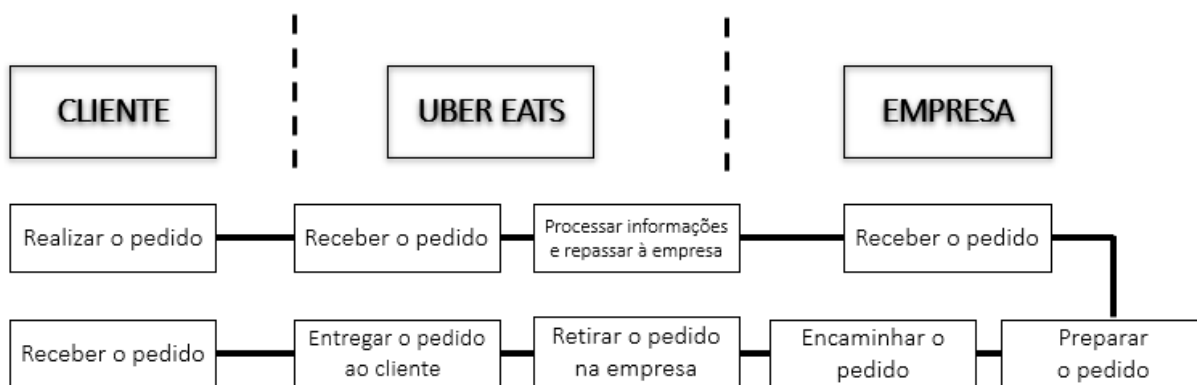 CLIENTE
UBER EATS
EMPRESA
Realizar o pedido
Receber o pedido
Processar informações
e repassar à empresa
Receber o pedido
Receber o pedido
Entregar o pedido
ao cliente
Retirar o pedido
na empresa
Encaminhar o
pedido
Preparar
o pedido